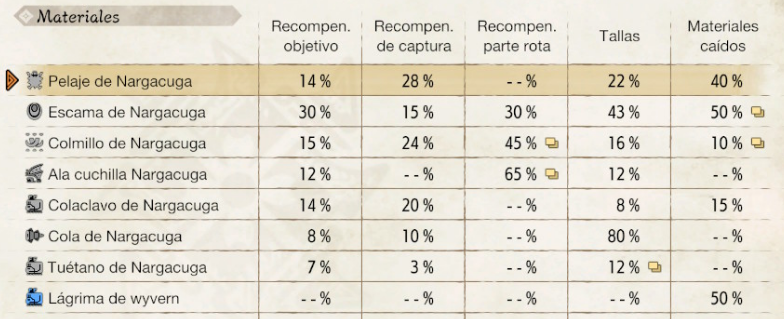 Materiales
Recompen. objetivo Recompen. de captura Recompen. parte rota Tallas Materiales caídos
Pelaje de Nargacuga 14 % 28 % - - % 22 % 40 %
Escama de Nargacuga 30 % 15 % 30 % 43 % 50 %
Colmillo de Nargacuga 15 % 24 % 45 % 16 % 10 %
Ala cuchilla Nargacuga 12 % - - % 65 % 12 % - - %
Colaclavo de Nargacuga 14 % 20 % - - % 8 % 15 %
Cola de Nargacuga 8 % 10 % - - % 80 % - - %
Tuétano de Nargacuga 7 % 3 % - - % 12 % - - %
Lágrima de wyvern - - % - - % - - % - - % 50 %